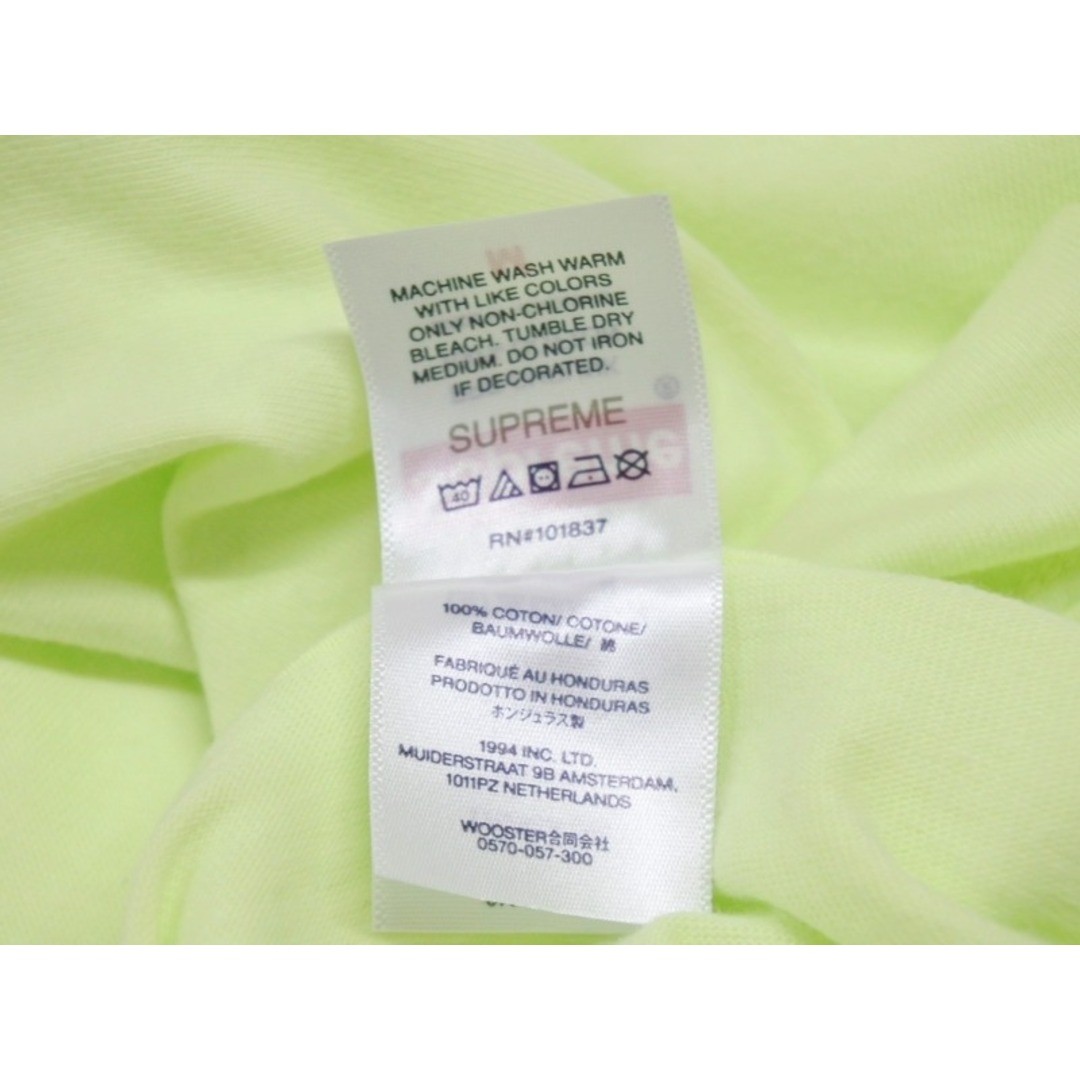 MACHINE WASH WARM
WITH LIKE COLORS
ONLY NON-CHLORINE
BLEACH. TUMBLE DRY
MEDIUM. DO NOT IRON
IF DECORATED.
SUPREME
40
RN#101837
100% COTON/ COTONE/
BAUMWOLLE/ 綿
FABRIQUÉ AU HONDURAS
PRODOTTO IN HONDURAS
ホンジュラス製
1994 INC. LTD.
MUIDERSTRAAT 9B AMSTERDAM,
1011PZ NETHERLANDS
WOOSTER合同会社
0570-057-300